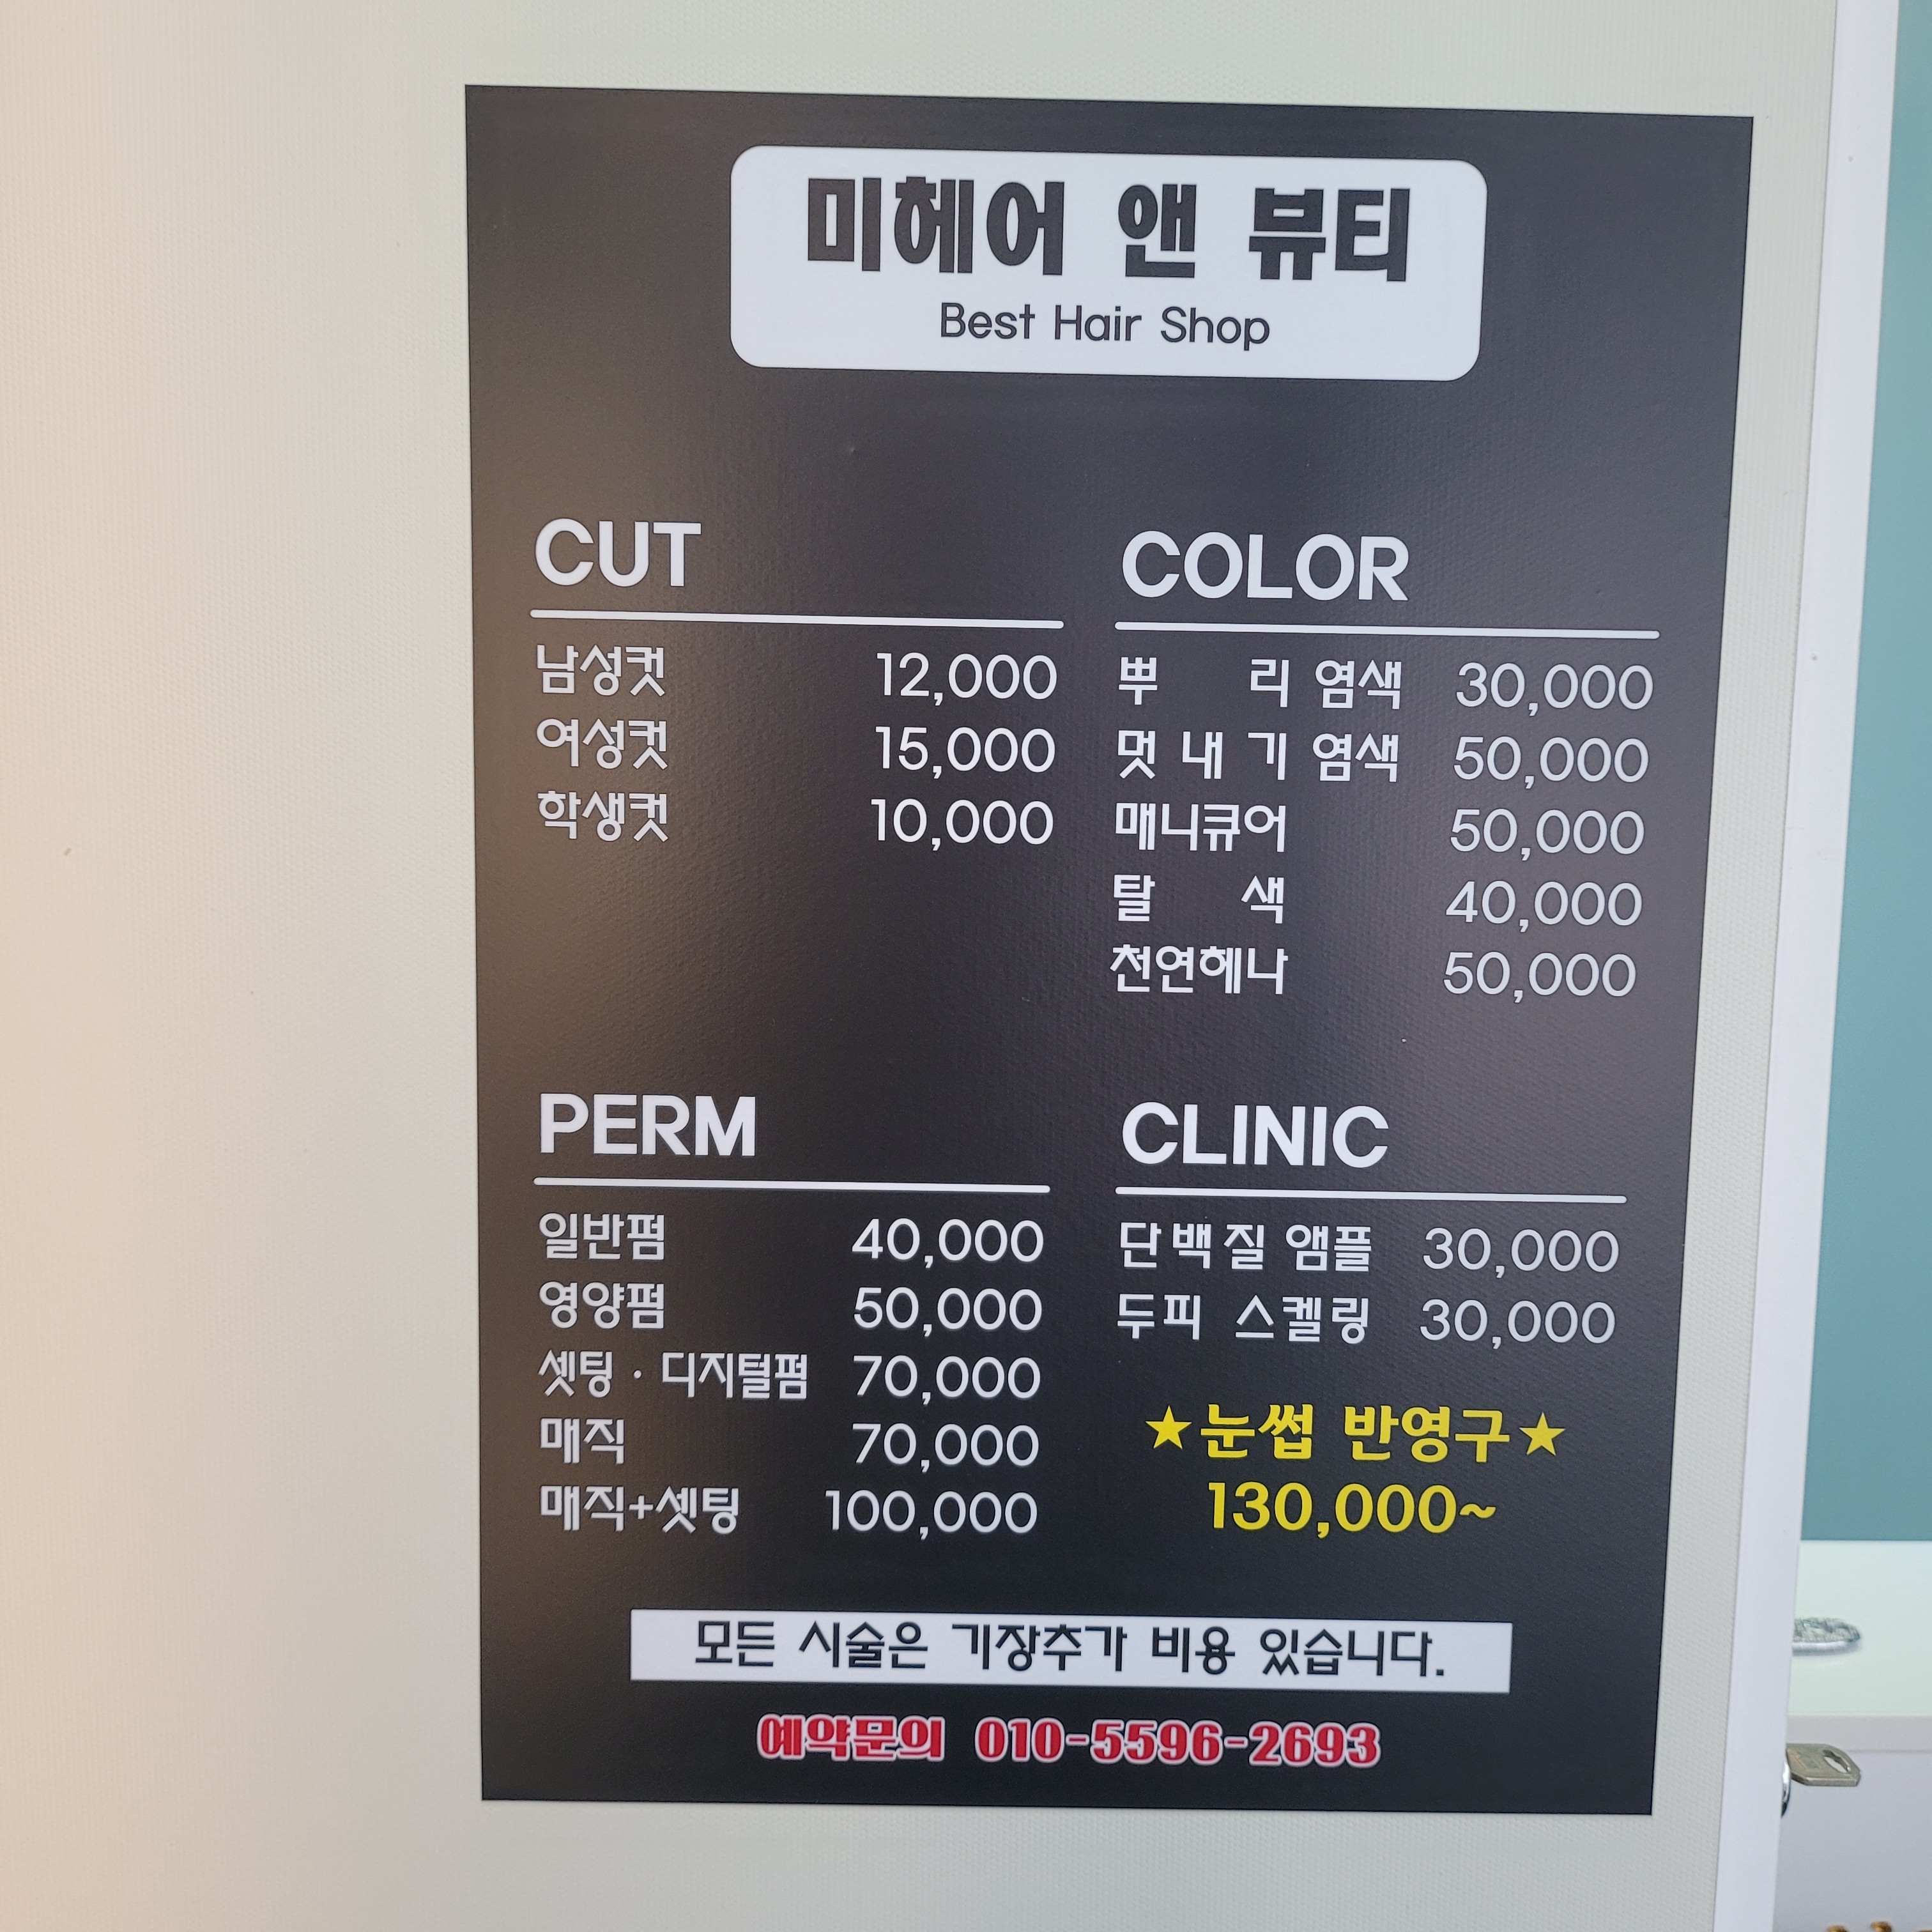 미헤어 앤 뷰티
Best Hair Shop
CUT
남성컷 12,000
여성컷 15,000
학생컷 10,000
COLOR
뿌 리 염색 30,000
멋 내 기 염색 50,000
매니큐어 50,000
탈 색 40,000
천연헤나 50,000
PERM
일반펌 40,000
영양펌 50,000
셋팅 · 디지털펌 70,000
매직 70,000
매직+셋팅 100,000
CLINIC
단백질 앰플 30,000
두피 스켈링 30,000
★눈썹 반영구★
130,000~
모든 시술은 기장추가 비용 있습니다.
예약문의 010-5596-2693